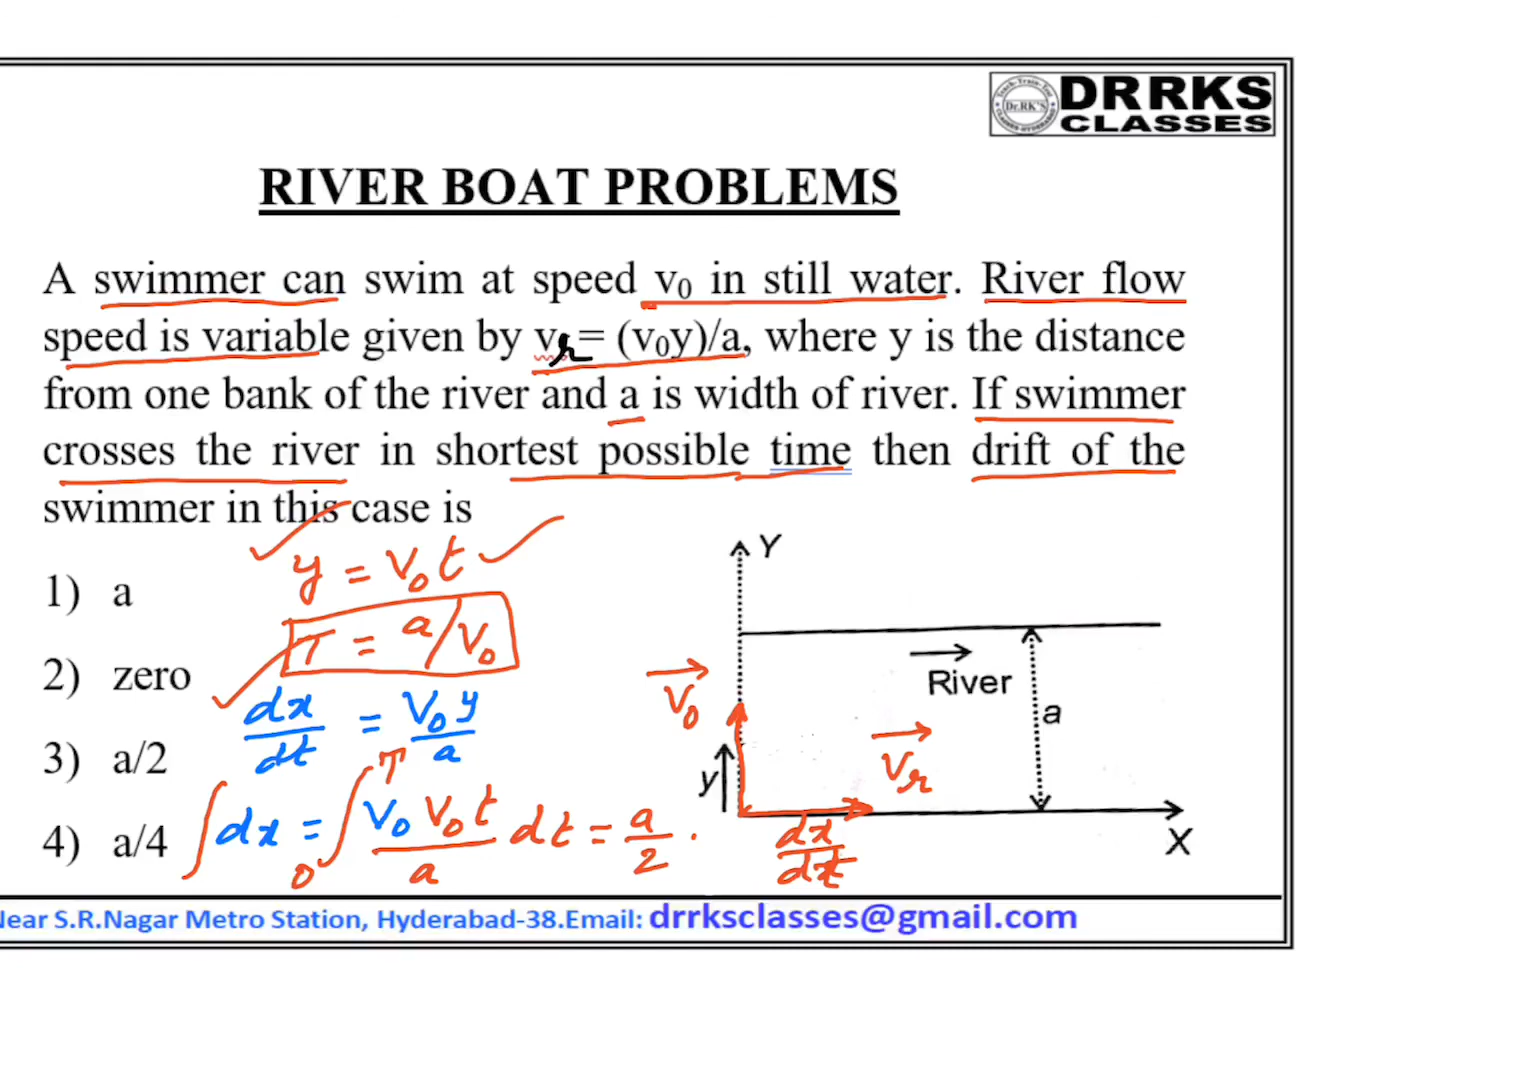 DRRKS
CLASSES
Dr.RK'S
RIVER BOAT PROBLEMS
A swimmer can swim at speed v₀ in still water. River flow
speed is variable given by vᵣ= (v₀y)/a, where y is the distance
from one bank of the river and a is width of river. If swimmer
crosses the river in shortest possible time then drift of the
swimmer in this case is
1) a
2) zero
3) a/2
4) a/4
y = V₀t
T = a/V₀
dx/dt = V₀y/a
∫dx = ∫₀ᵀ V₀V₀t/a dt = a/2.
Y
V₀
River
a
y
Vᵣ
dx/dt
X
Near S.R.Nagar Metro Station, Hyderabad-38.Email: drrksclasses@gmail.com